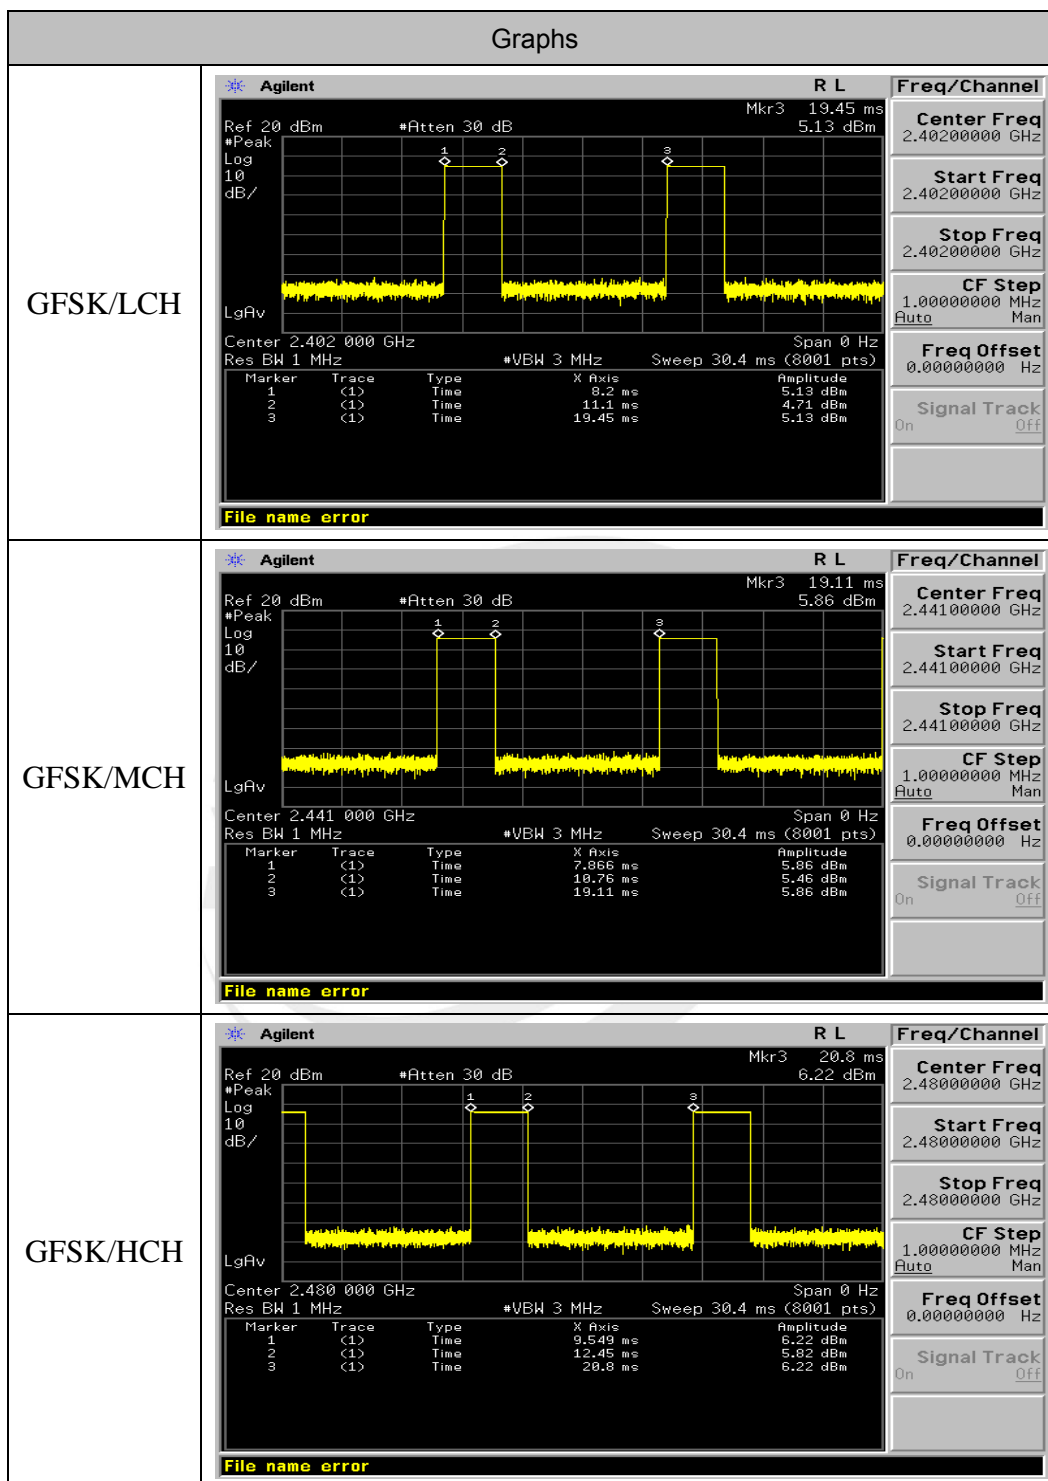 Graphs
GFSK/LCH
Agilent R L Freq/Channel
Mkr3 19.45 ms
Ref 20 dBm #Atten 30 dB 5.13 dBm
#Peak
Log
10
dB/
1 2 3
LgAv
Center 2.402 000 GHz Span 0 Hz
Res BW 1 MHz #VBW 3 MHz Sweep 30.4 ms (8001 pts)
Marker Trace Type X Axis Amplitude
1 (1) Time 8.2 ms 5.13 dBm
2 (1) Time 11.1 ms 4.71 dBm
3 (1) Time 19.45 ms 5.13 dBm
File name error
Center Freq
2.40200000 GHz
Start Freq
2.40200000 GHz
Stop Freq
2.40200000 GHz
CF Step
1.00000000 MHz
Auto Man
Freq Offset
0.00000000 Hz
Signal Track
On Off
GFSK/MCH
Agilent R L Freq/Channel
Mkr3 19.11 ms
Ref 20 dBm #Atten 30 dB 5.86 dBm
#Peak
Log
10
dB/
1 2 3
LgAv
Center 2.441 000 GHz Span 0 Hz
Res BW 1 MHz #VBW 3 MHz Sweep 30.4 ms (8001 pts)
Marker Trace Type X Axis Amplitude
1 (1) Time 7.866 ms 5.86 dBm
2 (1) Time 10.76 ms 5.46 dBm
3 (1) Time 19.11 ms 5.86 dBm
File name error
Center Freq
2.44100000 GHz
Start Freq
2.44100000 GHz
Stop Freq
2.44100000 GHz
CF Step
1.00000000 MHz
Auto Man
Freq Offset
0.00000000 Hz
Signal Track
On Off
GFSK/HCH
Agilent R L Freq/Channel
Mkr3 20.8 ms
Ref 20 dBm #Atten 30 dB 6.22 dBm
#Peak
Log
10
dB/
1 2 3
LgAv
Center 2.480 000 GHz Span 0 Hz
Res BW 1 MHz #VBW 3 MHz Sweep 30.4 ms (8001 pts)
Marker Trace Type X Axis Amplitude
1 (1) Time 9.549 ms 6.22 dBm
2 (1) Time 12.45 ms 5.82 dBm
3 (1) Time 20.8 ms 6.22 dBm
File name error
Center Freq
2.48000000 GHz
Start Freq
2.48000000 GHz
Stop Freq
2.48000000 GHz
CF Step
1.00000000 MHz
Auto Man
Freq Offset
0.00000000 Hz
Signal Track
On Off